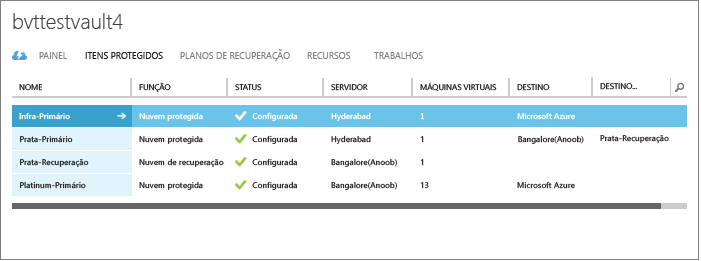 bvttestvault4
PAINEL ITENS PROTEGIDOS PLANOS DE RECUPERAÇÃO RECURSOS TRABALHOS
NOME FUNÇÃO STATUS SERVIDOR MÁQUINAS VIRTUAIS DESTINO DESTINO...
Infra-Primário Nuvem protegida Configurada Hyderabad 1 Microsoft Azure
Prata-Primário Nuvem protegida Configurada Hyderabad 1 Bangalore(Anoob) Prata-Recuperação
Prata-Recuperação Nuvem de recuperação Configurada Bangalore(Anoob) 1
Platinum-Primário Nuvem protegida Configurada Bangalore(Anoob) 13 Microsoft Azure